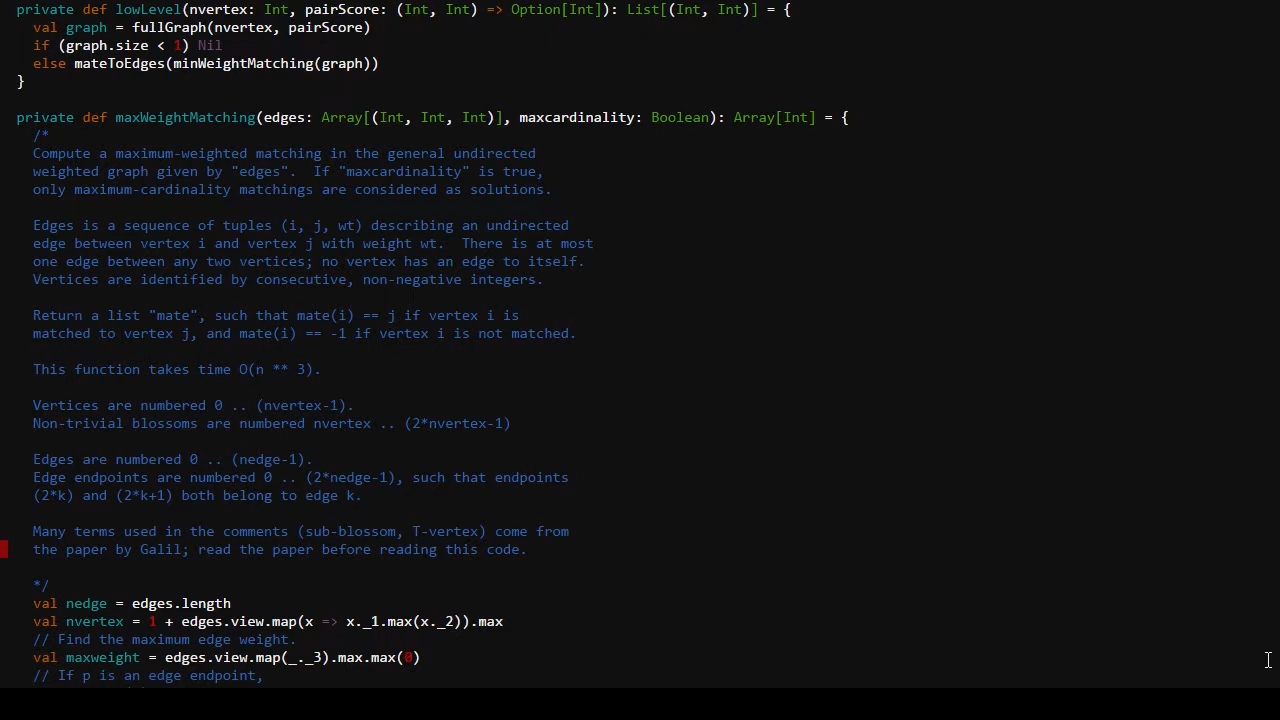 private def lowLevel(nvertex: Int, pairScore: (Int, Int) => Option[Int]): List[(Int, Int)] = {
val graph = fullGraph(nvertex, pairScore)
if (graph.size < 1) Nil
else mateToEdges(minWeightMatching(graph))
}
private def maxWeightMatching(edges: Array[(Int, Int, Int)], maxcardinality: Boolean): Array[Int] = {
/*
Compute a maximum-weighted matching in the general undirected
weighted graph given by "edges".  If "maxcardinality" is true,
only maximum-cardinality matchings are considered as solutions.
Edges is a sequence of tuples (i, j, wt) describing an undirected
edge between vertex i and vertex j with weight wt.  There is at most
one edge between any two vertices; no vertex has an edge to itself.
Vertices are identified by consecutive, non-negative integers.
Return a list "mate", such that mate(i) == j if vertex i is
matched to vertex j, and mate(i) == -1 if vertex i is not matched.
This function takes time O(n ** 3).
Vertices are numbered 0 .. (nvertex-1).
Non-trivial blossoms are numbered nvertex .. (2*nvertex-1)
Edges are numbered 0 .. (nedge-1).
Edge endpoints are numbered 0 .. (2*nedge-1), such that endpoints
(2*k) and (2*k+1) both belong to edge k.
Many terms used in the comments (sub-blossom, T-vertex) come from
the paper by Galil; read the paper before reading this code.
*/
val nedge = edges.length
val nvertex = 1 + edges.view.map(x => x._1.max(x._2)).max
// Find the maximum edge weight.
val maxweight = edges.view.map(_._3).max.max(0)
// If p is an edge endpoint,